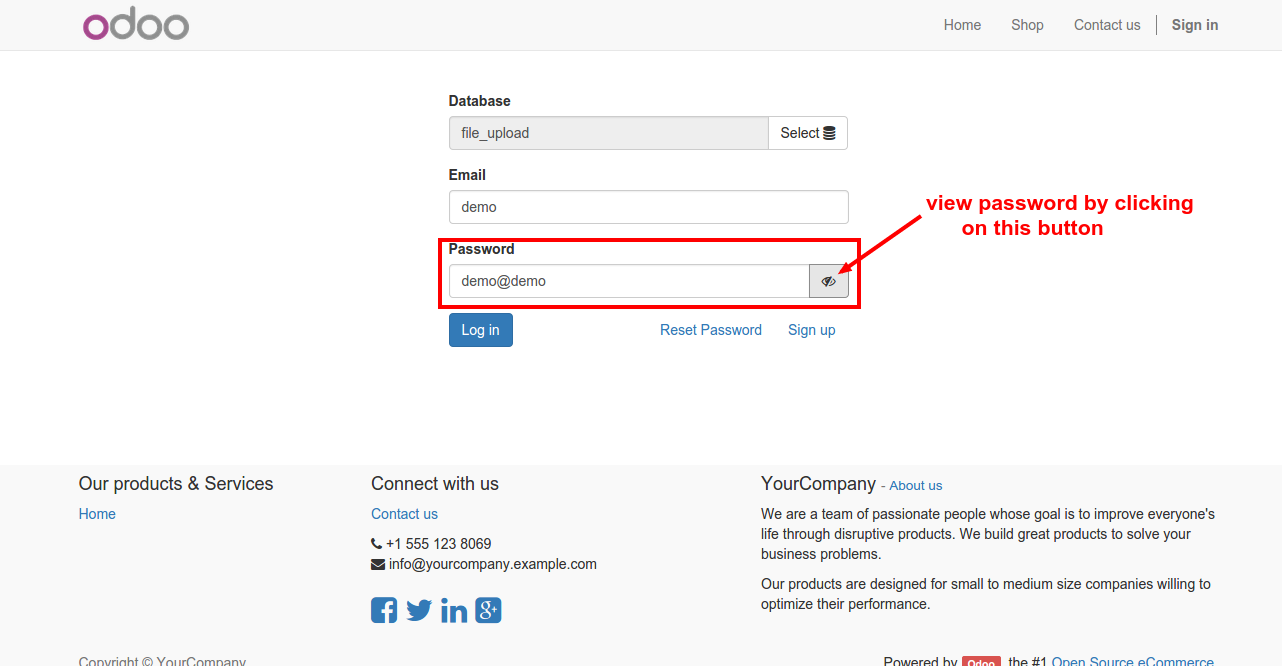 odoo
Home Shop Contact us Sign in
Database
file_upload Select
Email
demo
view password by clicking
on this button
Password
demo@demo
Log in Reset Password Sign up
Our products & Services
Home
Connect with us
Contact us
+1 555 123 8069
info@yourcompany.example.com
YourCompany - About us
We are a team of passionate people whose goal is to improve everyone's
life through disruptive products. We build great products to solve your
business problems.
Our products are designed for small to medium size companies willing to
optimize their performance.
Copyright © YourCompany
Powered by Odoo, the #1 Open Source eCommerce